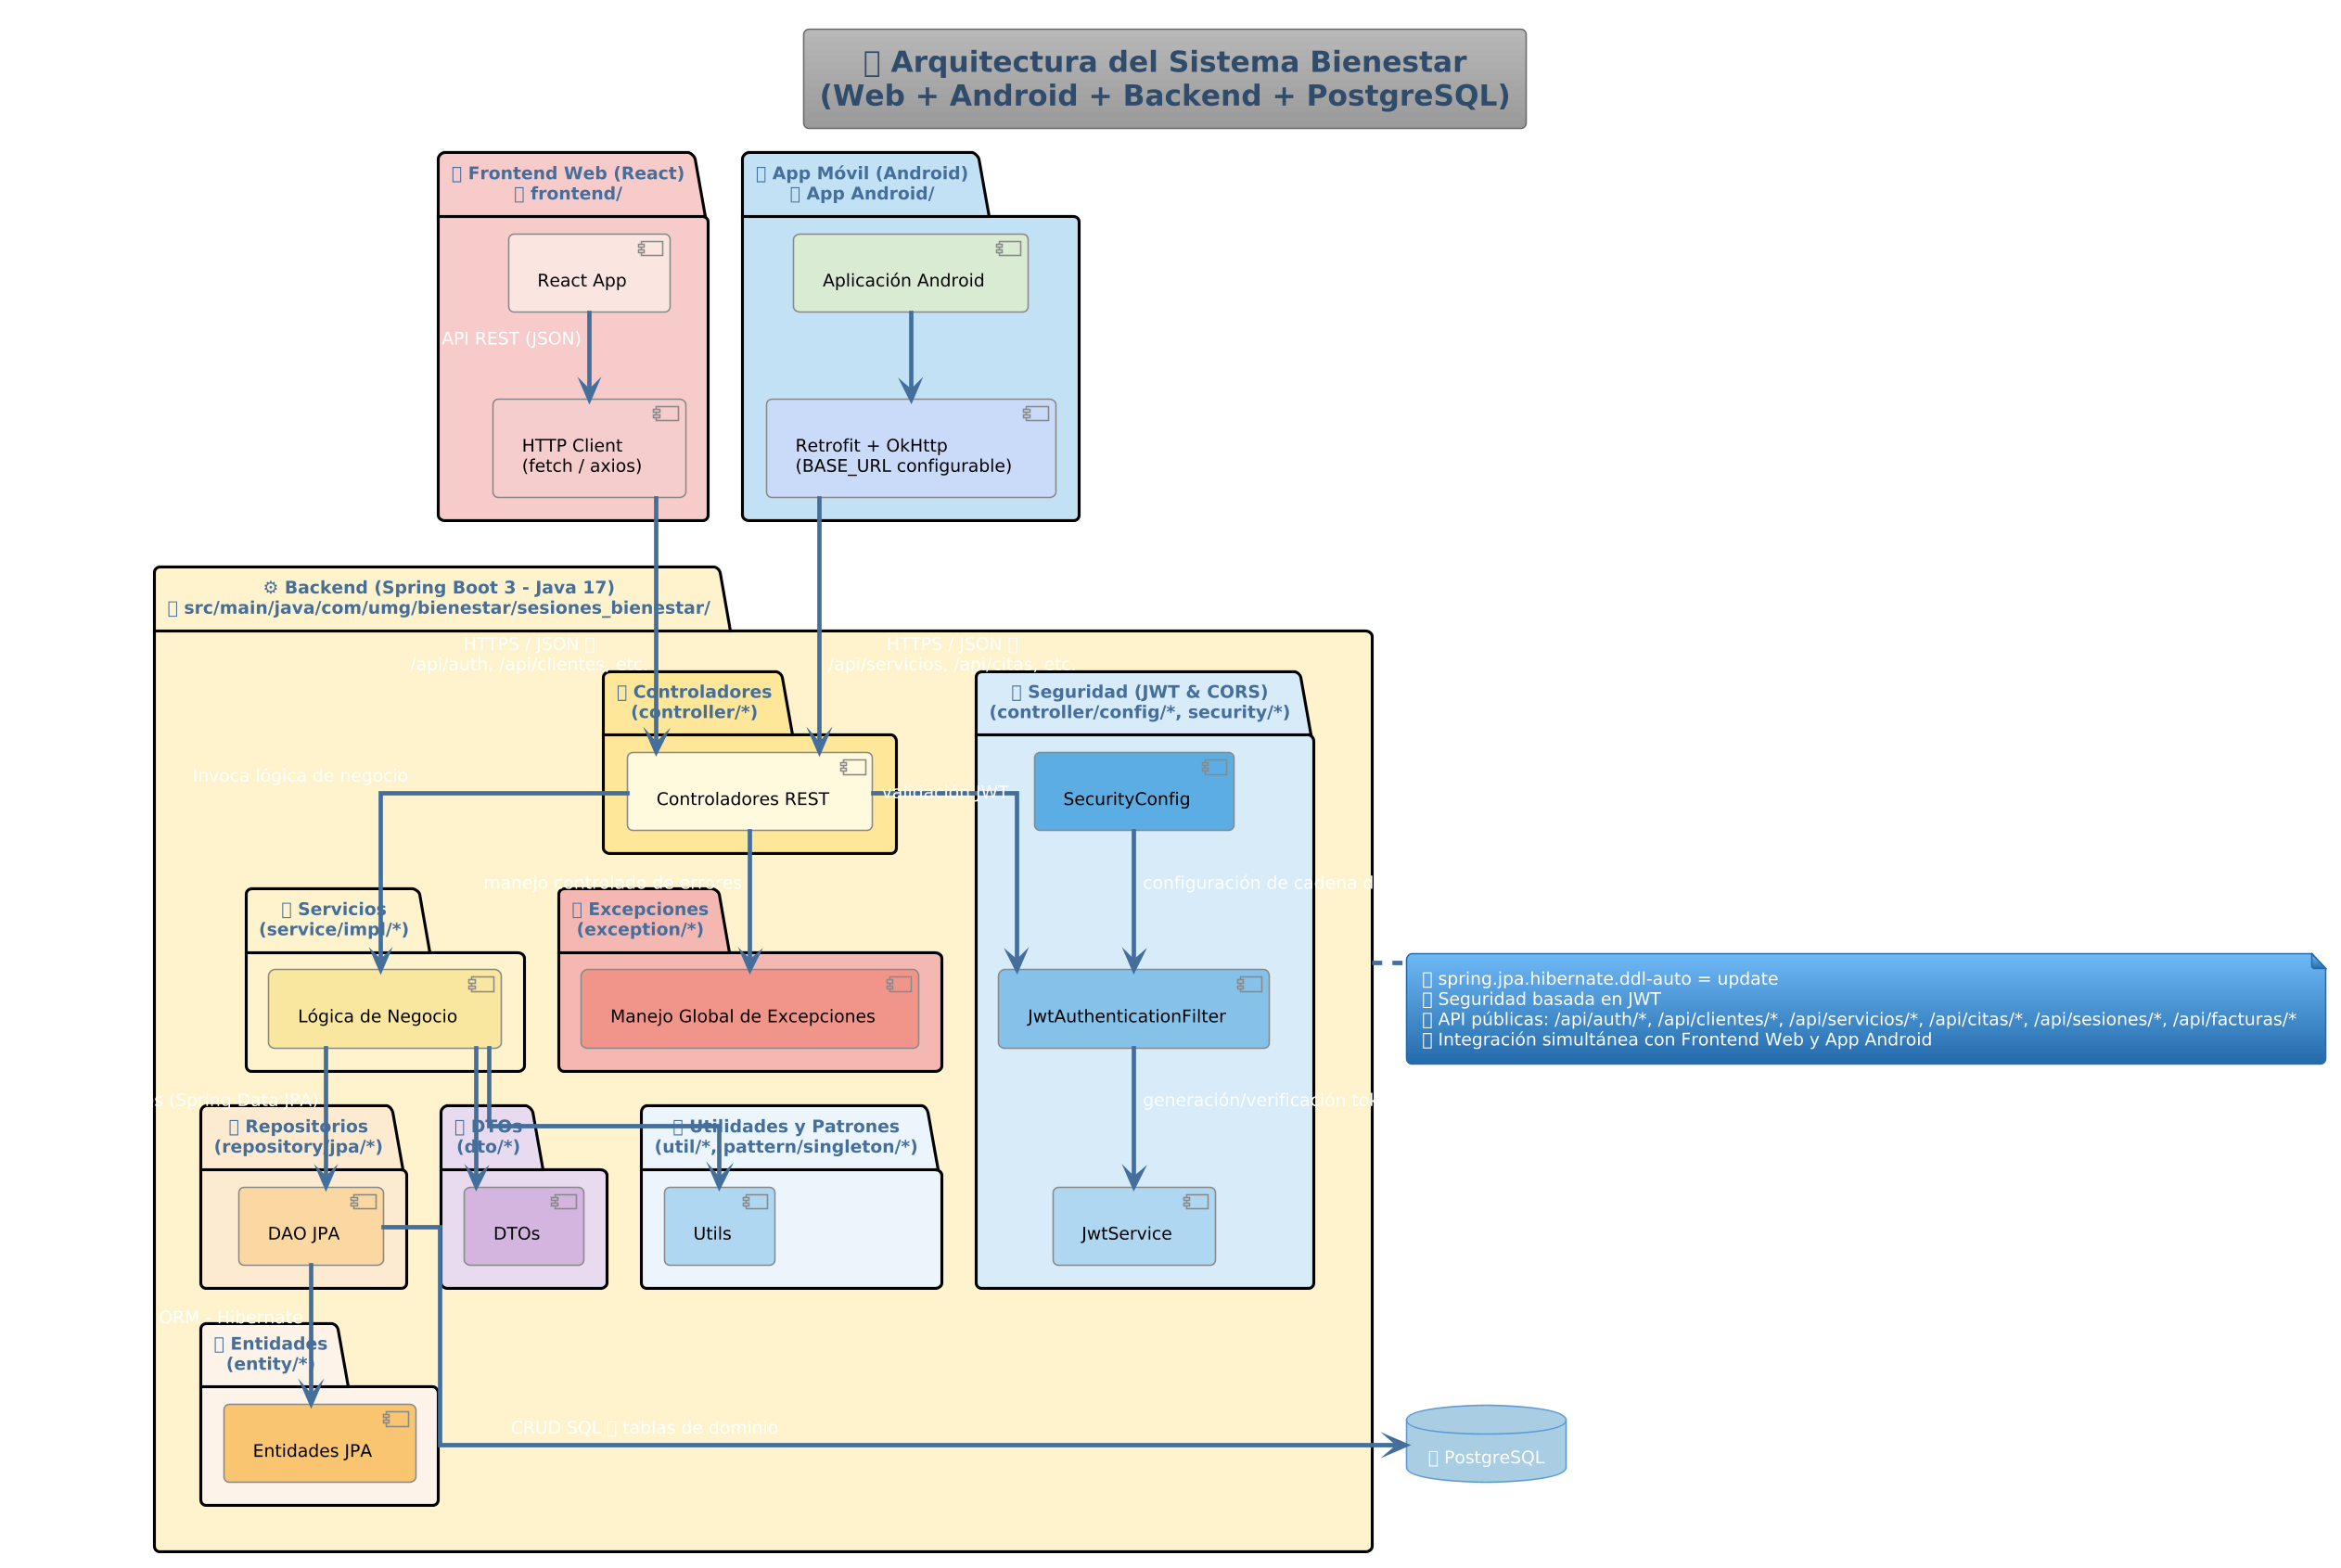 Arquitectura del Sistema Bienestar
(Web + Android + Backend + PostgreSQL)
Frontend Web (React)
frontend/
App Móvil (Android)
App Android/
React App
Aplicación Android
API REST (JSON)
HTTP Client
(fetch / axios)
Retrofit + OkHttp
(BASE_URL configurable)
⚙ Backend (Spring Boot 3 - Java 17)
src/main/java/com/umg/bienestar/sesiones_bienestar/
HTTPS / JSON
/api/auth, /api/clientes, etc.
HTTPS / JSON
/api/servicios, /api/citas, etc.
Controladores
(controller/*)
Seguridad (JWT & CORS)
(controller/config/*, security/*)
Invoca lógica de negocio
Controladores REST
validación JWT
SecurityConfig
manejo controlado de errores
configuración de cadena d
Servicios
(service/impl/*)
Excepciones
(exception/*)
Lógica de Negocio
Manejo Global de Excepciones
JwtAuthenticationFilter
spring.jpa.hibernate.ddl-auto = update
Seguridad basada en JWT
API públicas: /api/auth/*, /api/clientes/*, /api/servicios/*, /api/citas/*, /api/sesiones/*, /api/facturas/*
Integración simultánea con Frontend Web y App Android
s (Spring Data JPA)
generación/verificación tok
Repositorios
(repository/jpa/*)
DTOs
(dto/*)
Utilidades y Patrones
(util/*, pattern/singleton/*)
DAO JPA
DTOs
Utils
JwtService
ORM - Hibernate
Entidades
(entity/*)
Entidades JPA
CRUD SQL tablas de dominio
PostgreSQL